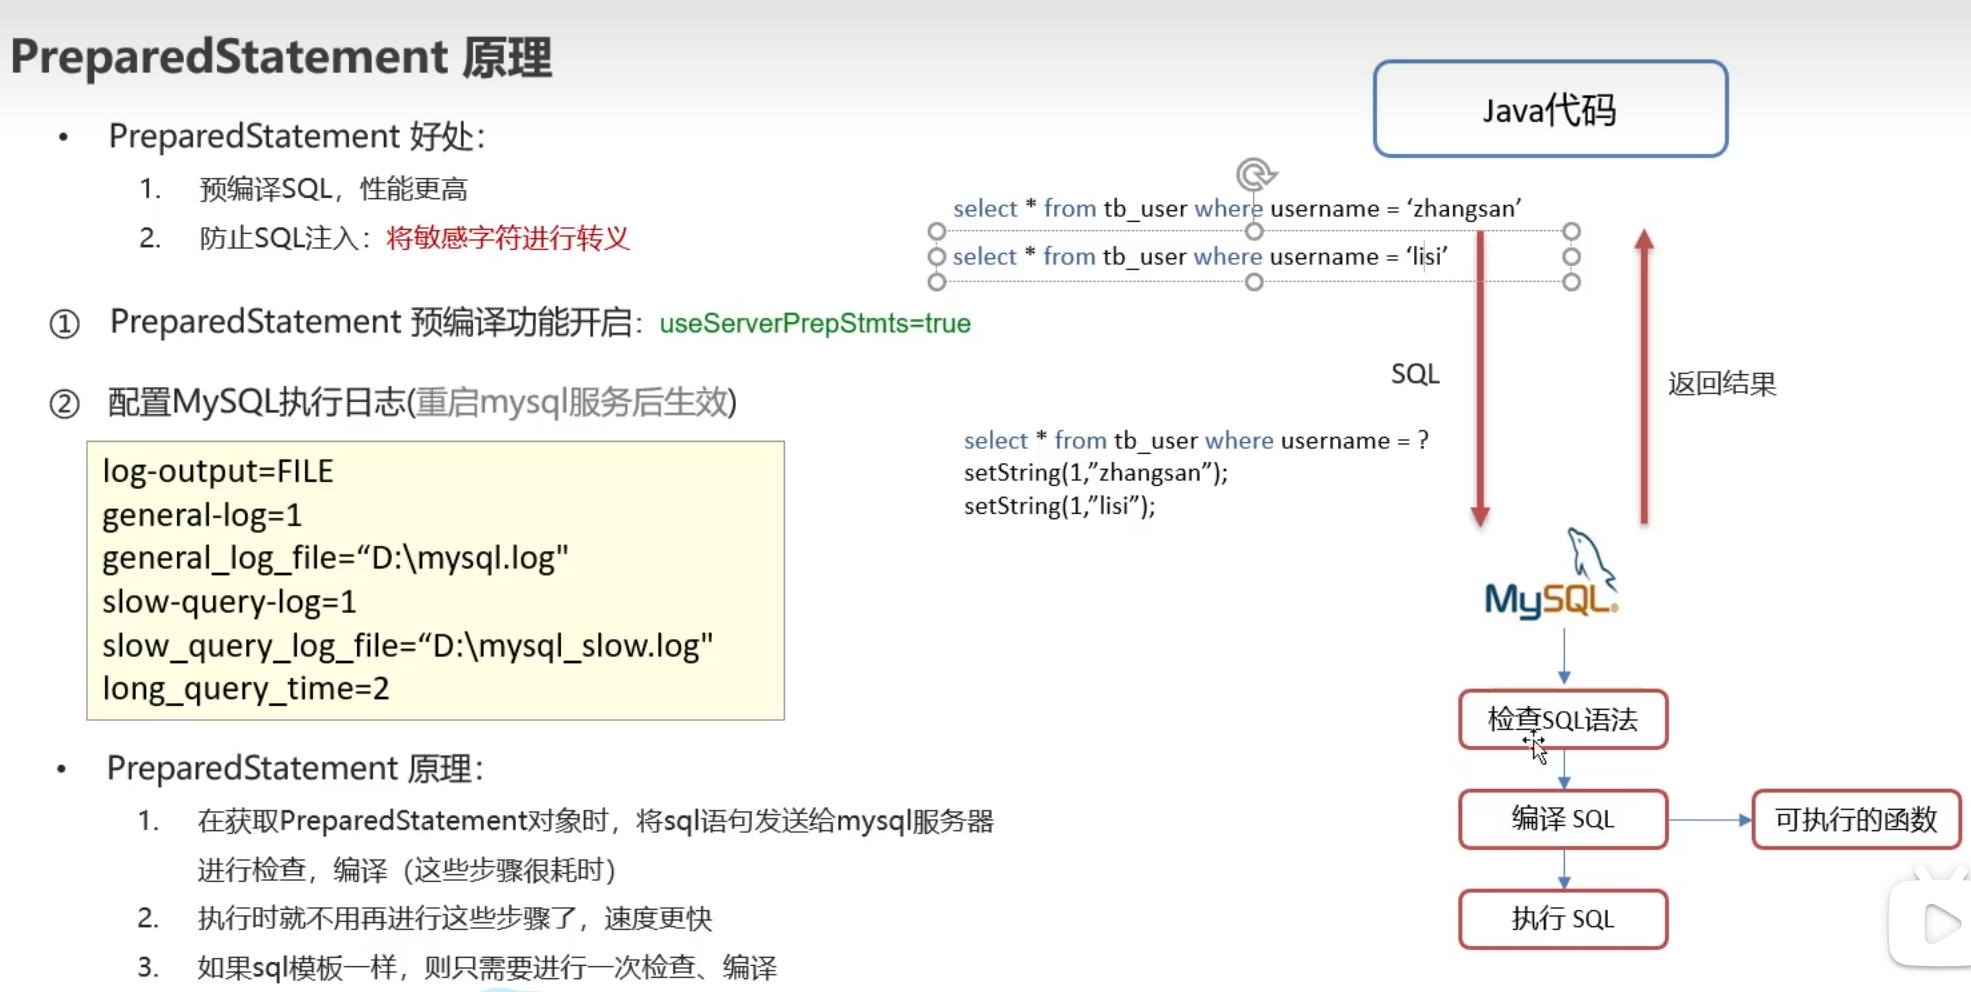 PreparedStatement 原理
• PreparedStatement 好处：
1. 预编译SQL，性能更高
2. 防止SQL注入：将敏感字符进行转义
① PreparedStatement 预编译功能开启：useServerPrepStmts=true
② 配置MySQL执行日志(重启mysql服务后生效)
log-output=FILE
general-log=1
general_log_file=“D:\mysql.log"
slow-query-log=1
slow_query_log_file=“D:\mysql_slow.log"
long_query_time=2
• PreparedStatement 原理：
1. 在获取PreparedStatement对象时，将sql语句发送给mysql服务器
进行检查，编译（这些步骤很耗时）
2. 执行时就不用再进行这些步骤了，速度更快
3. 如果sql模板一样，则只需要进行一次检查、编译
Java代码
select * from tb_user where username = ‘zhangsan’
select * from tb_user where username = ‘lisi’
SQL
返回结果
select * from tb_user where username = ?
setString(1,”zhangsan”);
setString(1,”lisi”);
MySQL®
检查SQL语法
编译 SQL
可执行的函数
执行 SQL